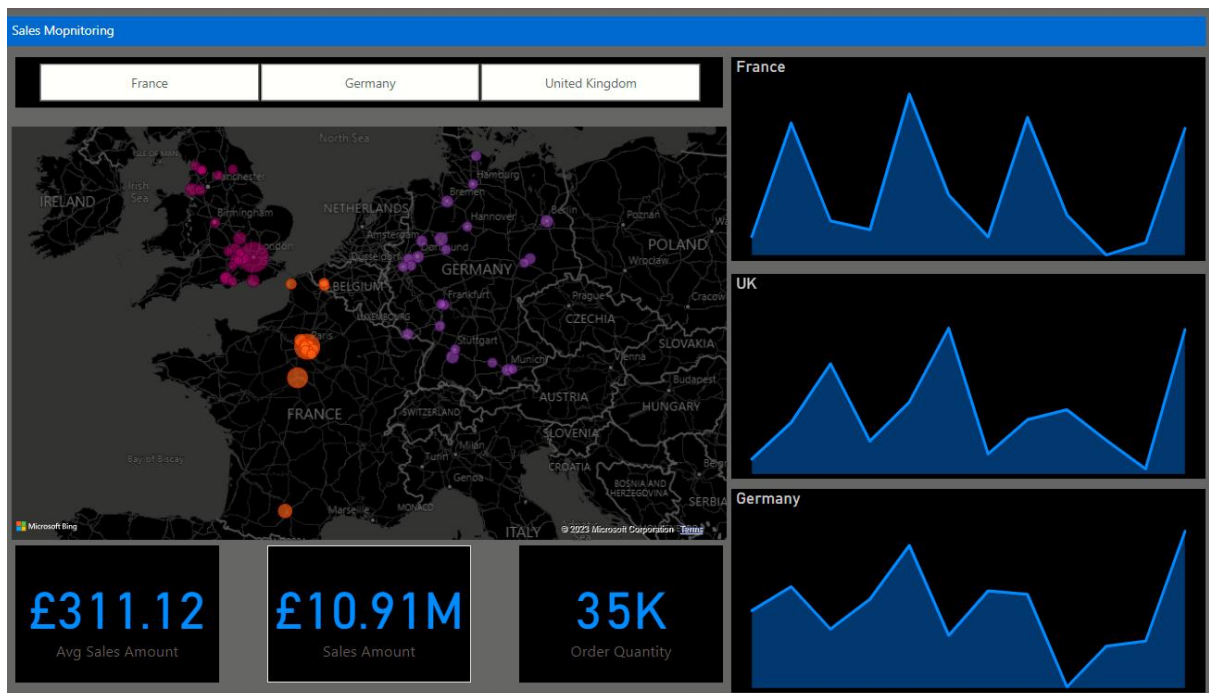 Sales Mopnitoring
France
Germany
United Kingdom
North Sea
ISLE OF MAN
Irish
Sea
IRELAND
Manchester
Birmingham
London
NETHERLANDS
Amsterdam
Hamburg
Bremen
Hannover
Berlin
Poznań
POLAND
Wrocław
Dortmund
Düsseldorf
GERMANY
BELGIUM
LUXEMBOURG
Frankfurt
Prague
Cracow
CZECHIA
SLOVAKIA
Paris
Stuttgart
Munich
Vienna
Budapest
AUSTRIA
HUNGARY
FRANCE
SWITZERLAND
SLOVENIA
Milan
Turin
CROATIA
Bay of Biscay
Genoa
BOSNIA AND
HERZEGOVINA
SERBIA
Marseille
MONACO
ITALY
Microsoft Bing
© 2023 Microsoft Corporation Terms
£311.12
Avg Sales Amount
£10.91M
Sales Amount
35K
Order Quantity
France
UK
Germany